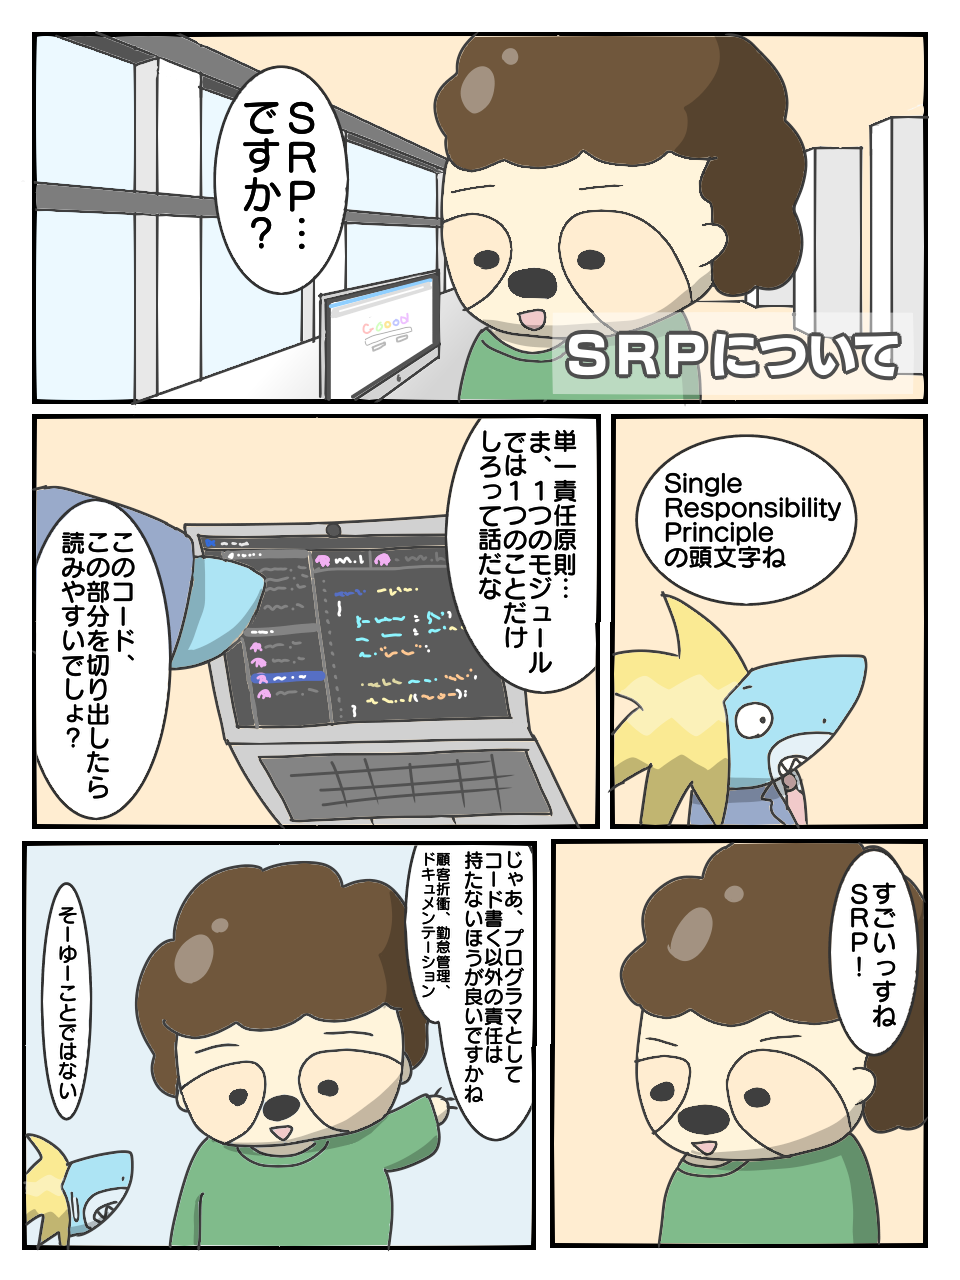 SRP…
ですか？
Goood
SRPについて
Single
Responsibility
Principle
の頭文字ね
単一責任原則…
ま、1つのモジュール
では1つのことだけ
しろって話だな
このコード、
この部分を切り出したら
読みやすいでしょ？
すごいっすね
SRP！
じゃあ、プログラマとして
コード書く以外の責任は
持たないほうが良いですかね
顧客折衝、勤怠管理、
ドキュメンテーション
そーゆーことではない